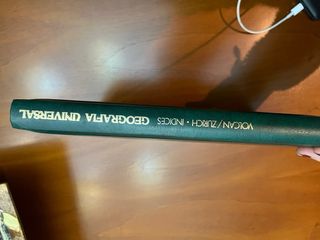 GEOGRAFIA UNIVERSAL
VOLCAN/ZURICH • INDICES